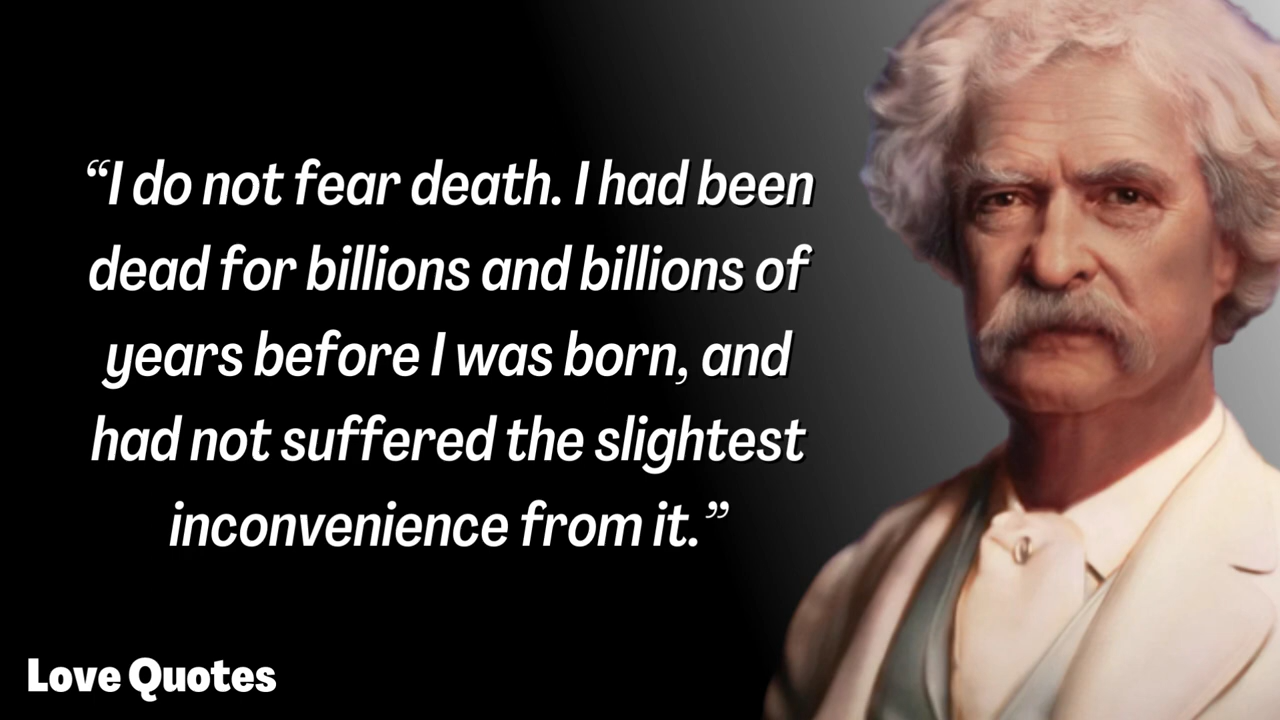 “I do not fear death. I had been
dead for billions and billions of
years before I was born, and
had not suffered the slightest
inconvenience from it.”
Love Quotes